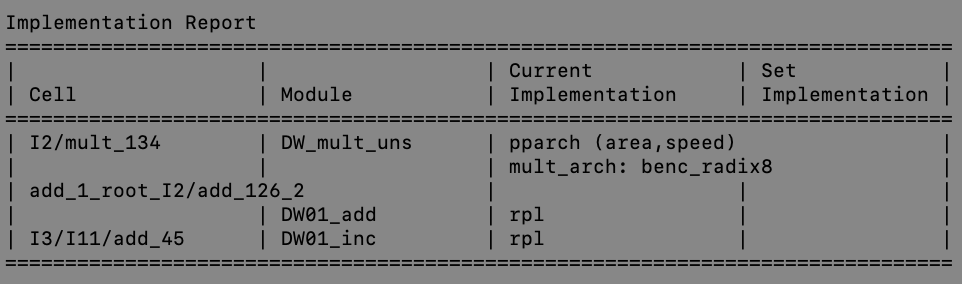 Implementation Report
===============================================================================
|                    |                  | Current            | Set            |
| Cell               | Module           | Implementation     | Implementation |
===============================================================================
| I2/mult_134        | DW_mult_uns      | pparch (area,speed)                 |
|                    |                  | mult_arch: benc_radix8              |
| add_1_root_I2/add_126_2               |                    |                |
|                    | DW01_add         | rpl                |                |
| I3/I11/add_45      | DW01_inc         | rpl                |                |
===============================================================================